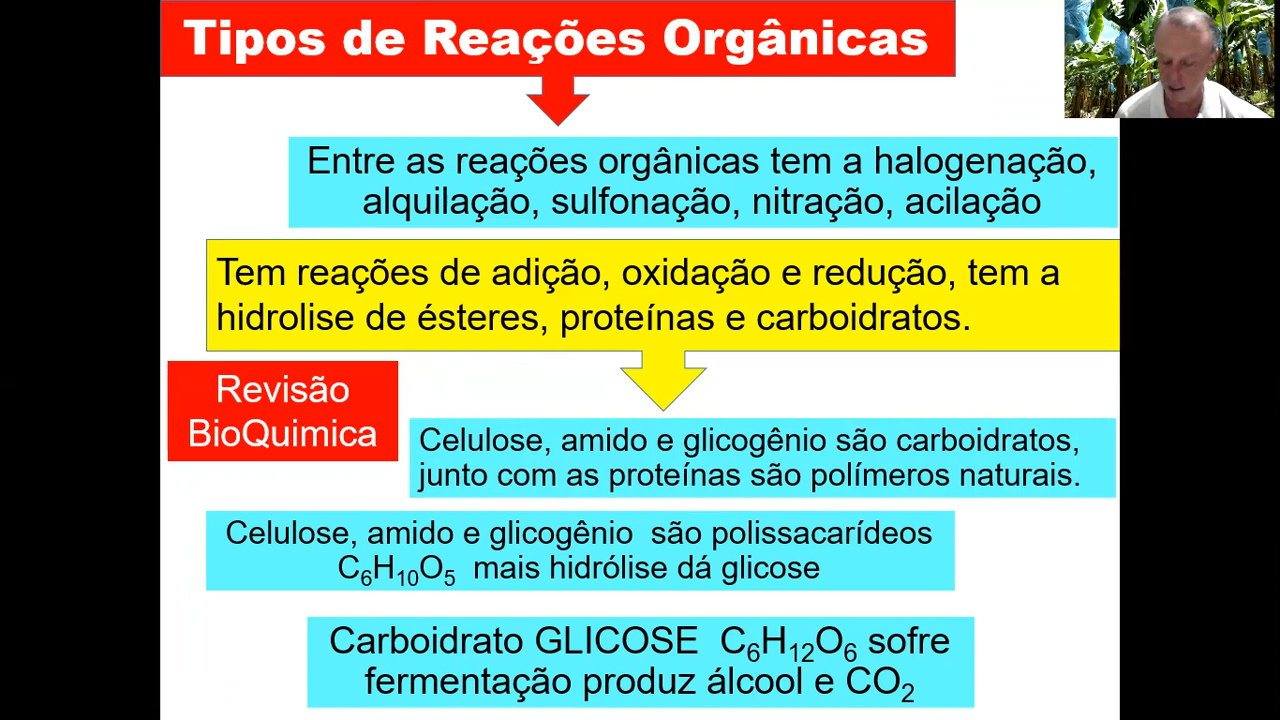 Tipos de Reações Orgânicas
Entre as reações orgânicas tem a halogenação,
alquilação, sulfonação, nitração, acilação
Tem reações de adição, oxidação e redução, tem a
hidrolise de ésteres, proteínas e carboidratos.
Revisão
BioQuimica
Celulose, amido e glicogênio são carboidratos,
junto com as proteínas são polímeros naturais.
Celulose, amido e glicogênio são polissacarídeos
C₆H₁₀O₅ mais hidrólise dá glicose
Carboidrato GLICOSE C₆H₁₂O₆ sofre
fermentação produz álcool e CO₂